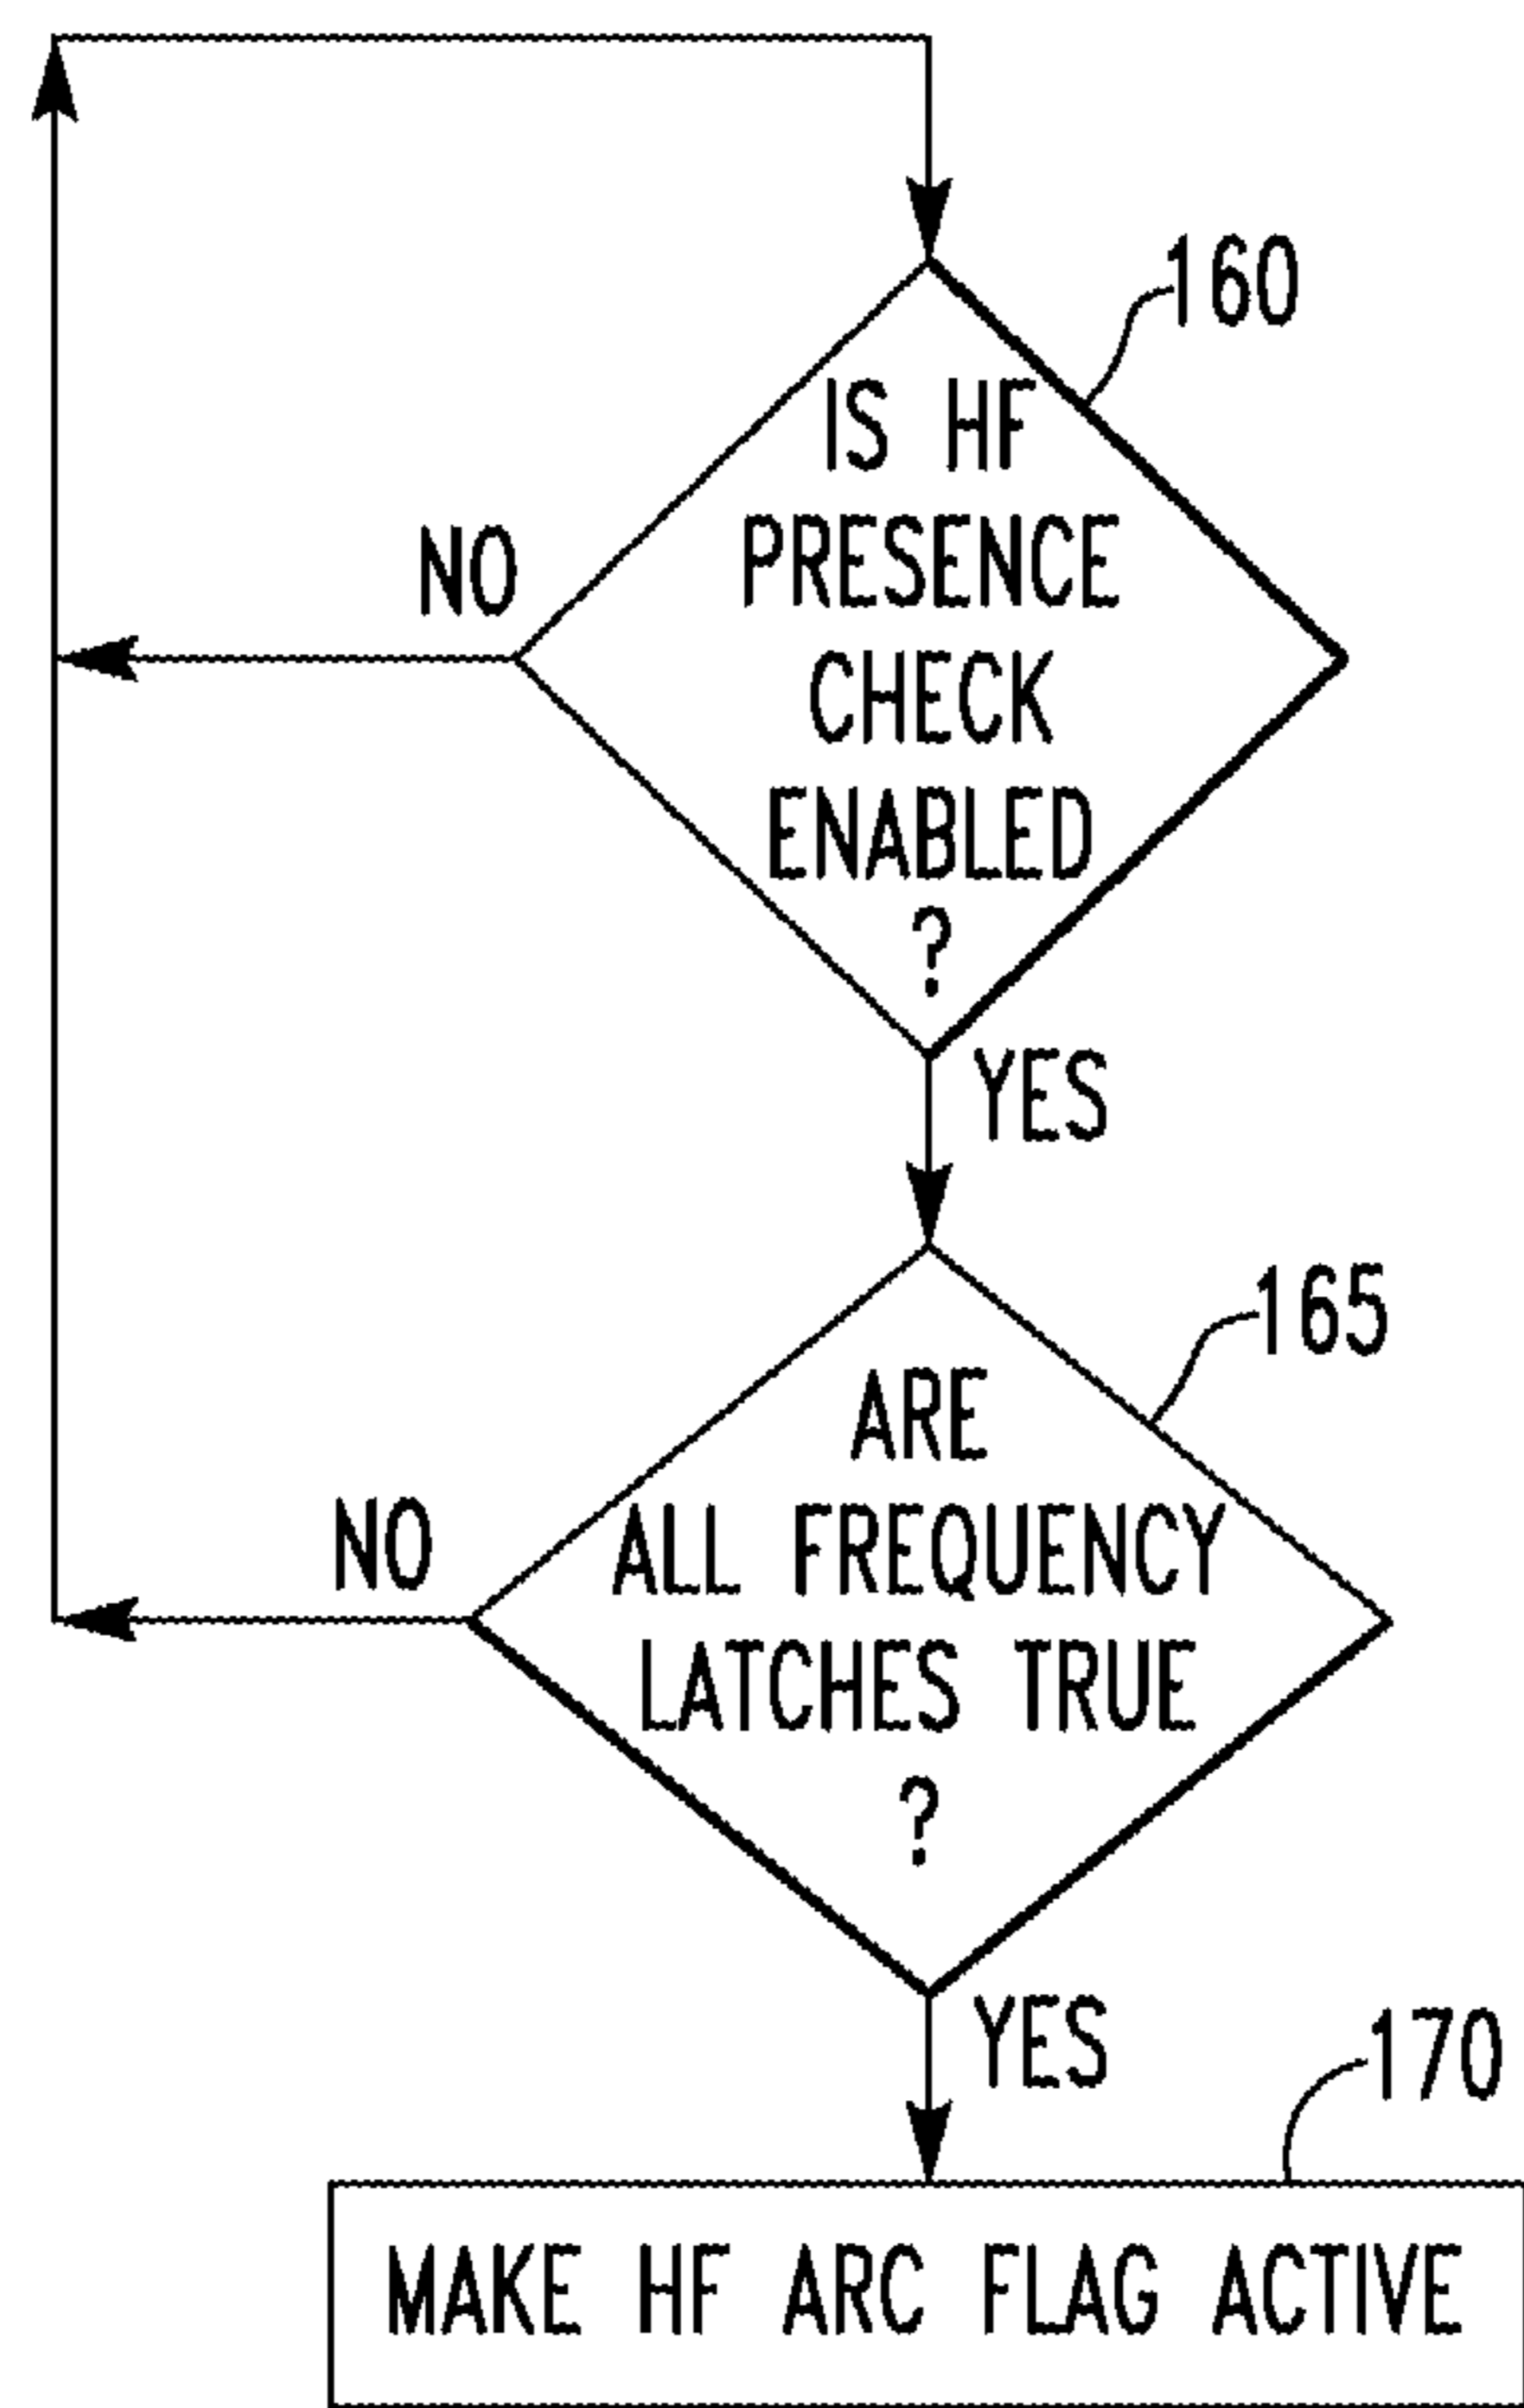 160
IS HF
PRESENCE
CHECK
ENABLED
?
NO
YES
165
ARE
ALL FREQUENCY
LATCHES TRUE
?
NO
YES
170
MAKE HF ARC FLAG ACTIVE